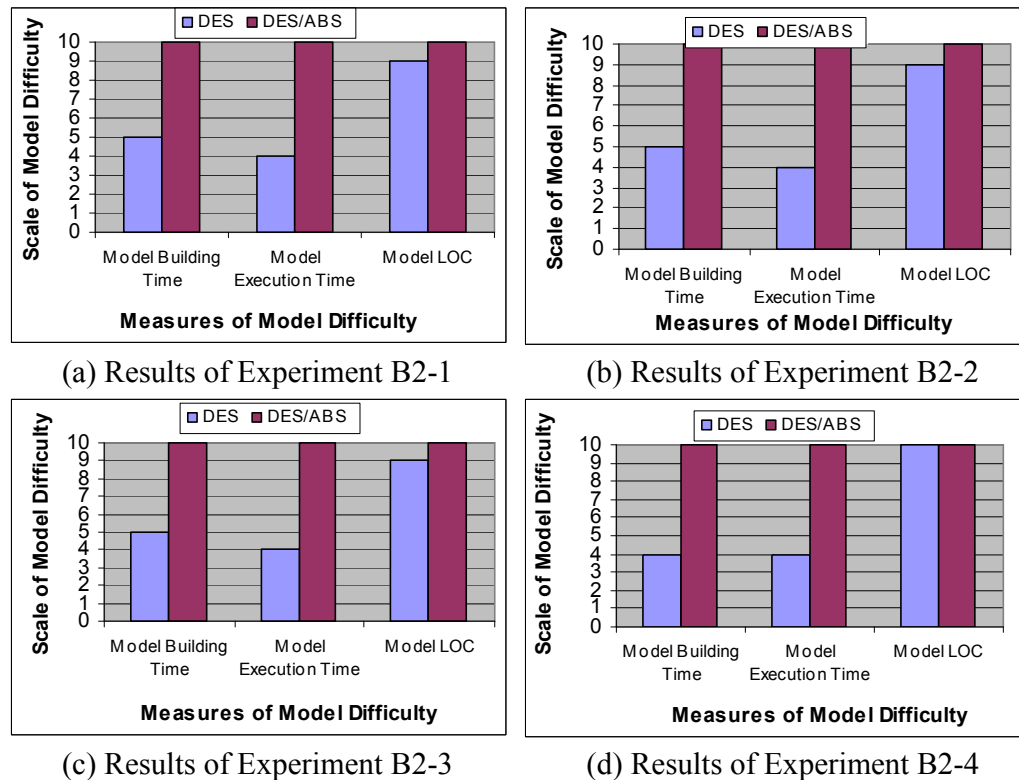 DES DES/ABS
Scale of Model Difficulty
10
9
8
7
6
5
4
3
2
1
0
Model Building Time
Model Execution Time
Model LOC
Measures of Model Difficulty
(a) Results of Experiment B2-1
DES DES/ABS
Scale of Model Difficulty
10
9
8
7
6
5
4
3
2
1
0
Model Building Time
Model Execution Time
Model LOC
Measures of Model Difficulty
(b) Results of Experiment B2-2
DES DES/ABS
Scale of Model Difficulty
10
9
8
7
6
5
4
3
2
1
0
Model Building Time
Model Execution Time
Model LOC
Measures of Model Difficulty
(c) Results of Experiment B2-3
DES DES/ABS
Scale of Model Difficulty
10
9
8
7
6
5
4
3
2
1
0
Model Building Time
Model Execution Time
Model LOC
Measures of Model Difficulty
(d) Results of Experiment B2-4